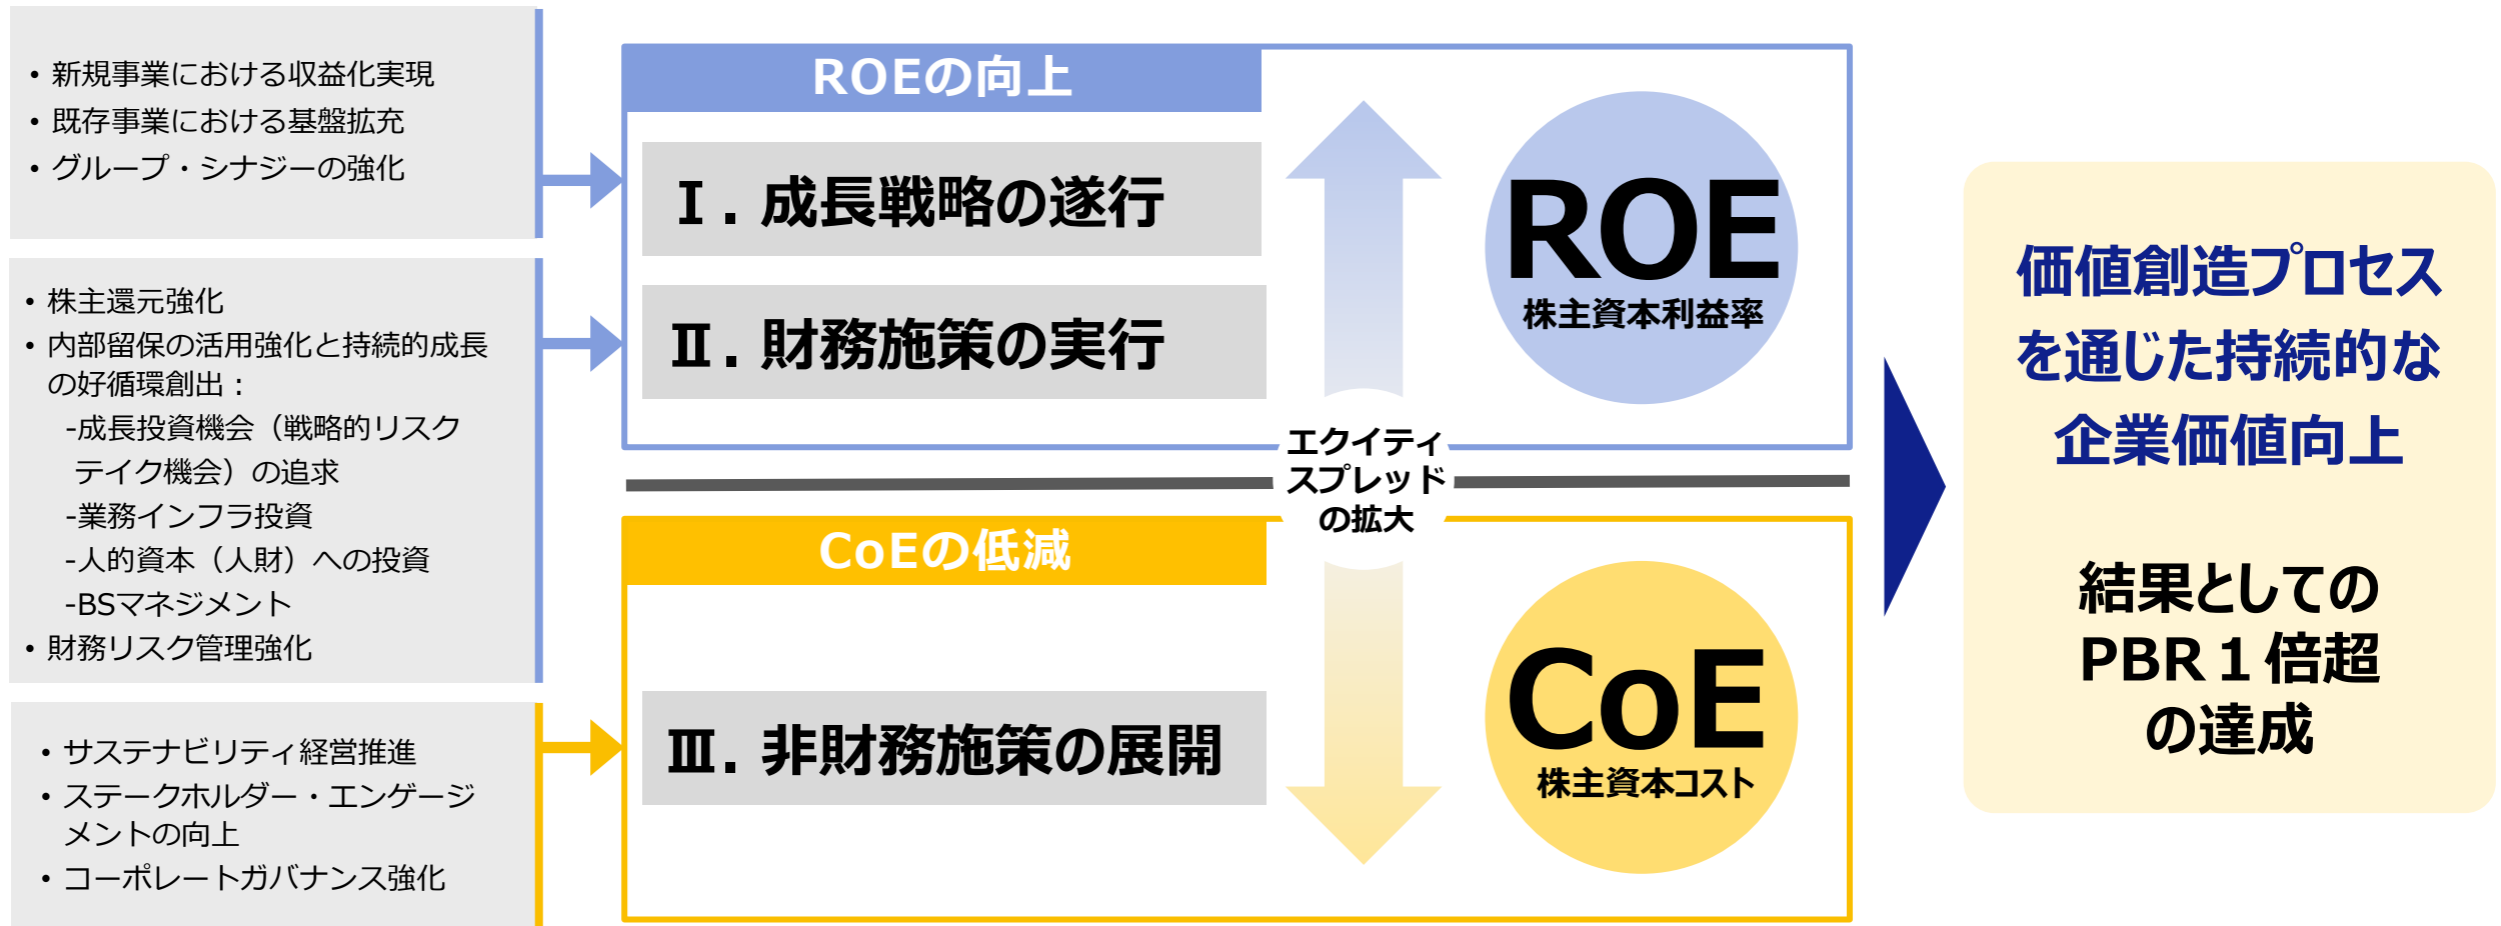 ・新規事業における収益化実現
・既存事業における基盤拡充
・グループ・シナジーの強化
・株主還元強化
・内部留保の活用強化と持続的成長
の好循環創出：
-成長投資機会（戦略的リスク
テイク機会）の追求
-業務インフラ投資
-人的資本（人財）への投資
-BSマネジメント
・財務リスク管理強化
・サステナビリティ経営推進
・ステークホルダー・エンゲージ
メントの向上
・コーポレートガバナンス強化
ROEの向上
Ⅰ. 成長戦略の遂行
Ⅱ. 財務施策の実行
ROE
株主資本利益率
エクイティ
スプレッド
の拡大
CoEの低減
Ⅲ. 非財務施策の展開
CoE
株主資本コスト
価値創造プロセス
を通じた持続的な
企業価値向上
結果としての
PBR１倍超
の達成